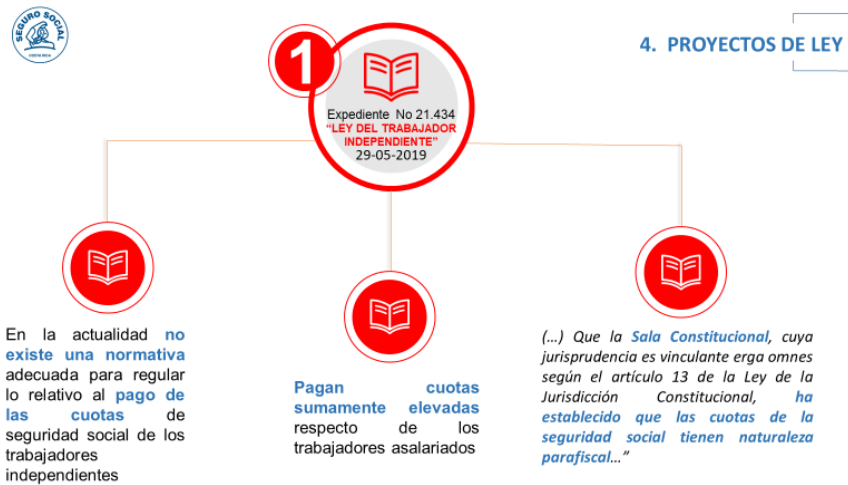 SEGURO SOCIAL
COSTA RICA
4. PROYECTOS DE LEY
1
Expediente No 21.434
“LEY DEL TRABAJADOR
INDEPENDIENTE”
29-05-2019
En la actualidad no
existe una normativa
adecuada para regular
lo relativo al pago de
las cuotas de
seguridad social de los
trabajadores
independientes
Pagan cuotas
sumamente elevadas
respecto de los
trabajadores asalariados
(...) Que la Sala Constitucional, cuya
jurisprudencia es vinculante erga omnes
según el artículo 13 de la Ley de la
Jurisdicción Constitucional, ha
establecido que las cuotas de la
seguridad social tienen naturaleza
parafiscal...”